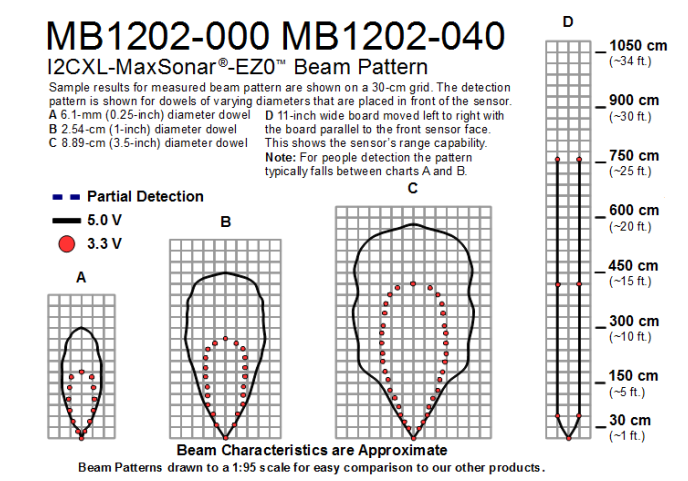 MB1202-000 MB1202-040
I2CXL-MaxSonar®-EZ0™ Beam Pattern
Sample results for measured beam pattern are shown on a 30-cm grid. The detection
pattern is shown for dowels of varying diameters that are placed in front of the sensor.
A 6.1-mm (0.25-inch) diameter dowel
B 2.54-cm (1-inch) diameter dowel
C 8.89-cm (3.5-inch) diameter dowel
D 11-inch wide board moved left to right with
the board parallel to the front sensor face.
This shows the sensor's range capability.
Note: For people detection the pattern
typically falls between charts A and B.
Partial Detection
5.0 V
3.3 V
A
B
C
D
1050 cm
(~34 ft.)
900 cm
(~30 ft.)
750 cm
(~25 ft.)
600 cm
(~20 ft.)
450 cm
(~15 ft.)
300 cm
(~10 ft.)
150 cm
(~5 ft.)
30 cm
(~1 ft.)
Beam Characteristics are Approximate
Beam Patterns drawn to a 1:95 scale for easy comparison to our other products.